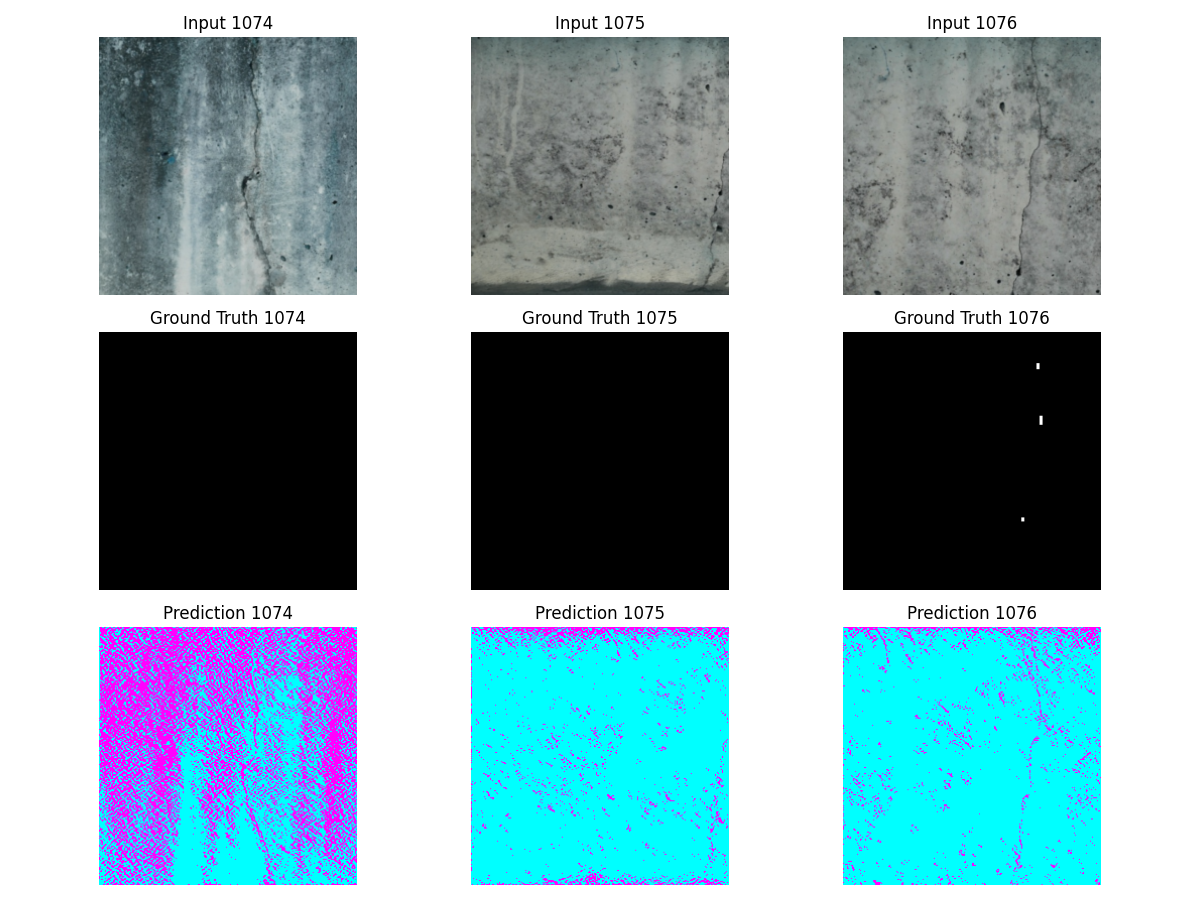 Input 1074
Input 1075
Input 1076
Ground Truth 1074
Ground Truth 1075
Ground Truth 1076
Prediction 1074
Prediction 1075
Prediction 1076